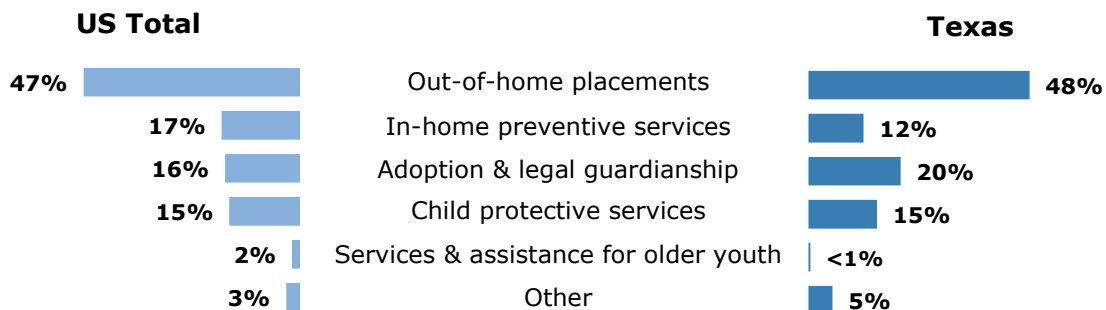 US Total
Texas
47% Out-of-home placements 48%
17% In-home preventive services 12%
16% Adoption & legal guardianship 20%
15% Child protective services 15%
2% Services & assistance for older youth <1%
3% Other 5%